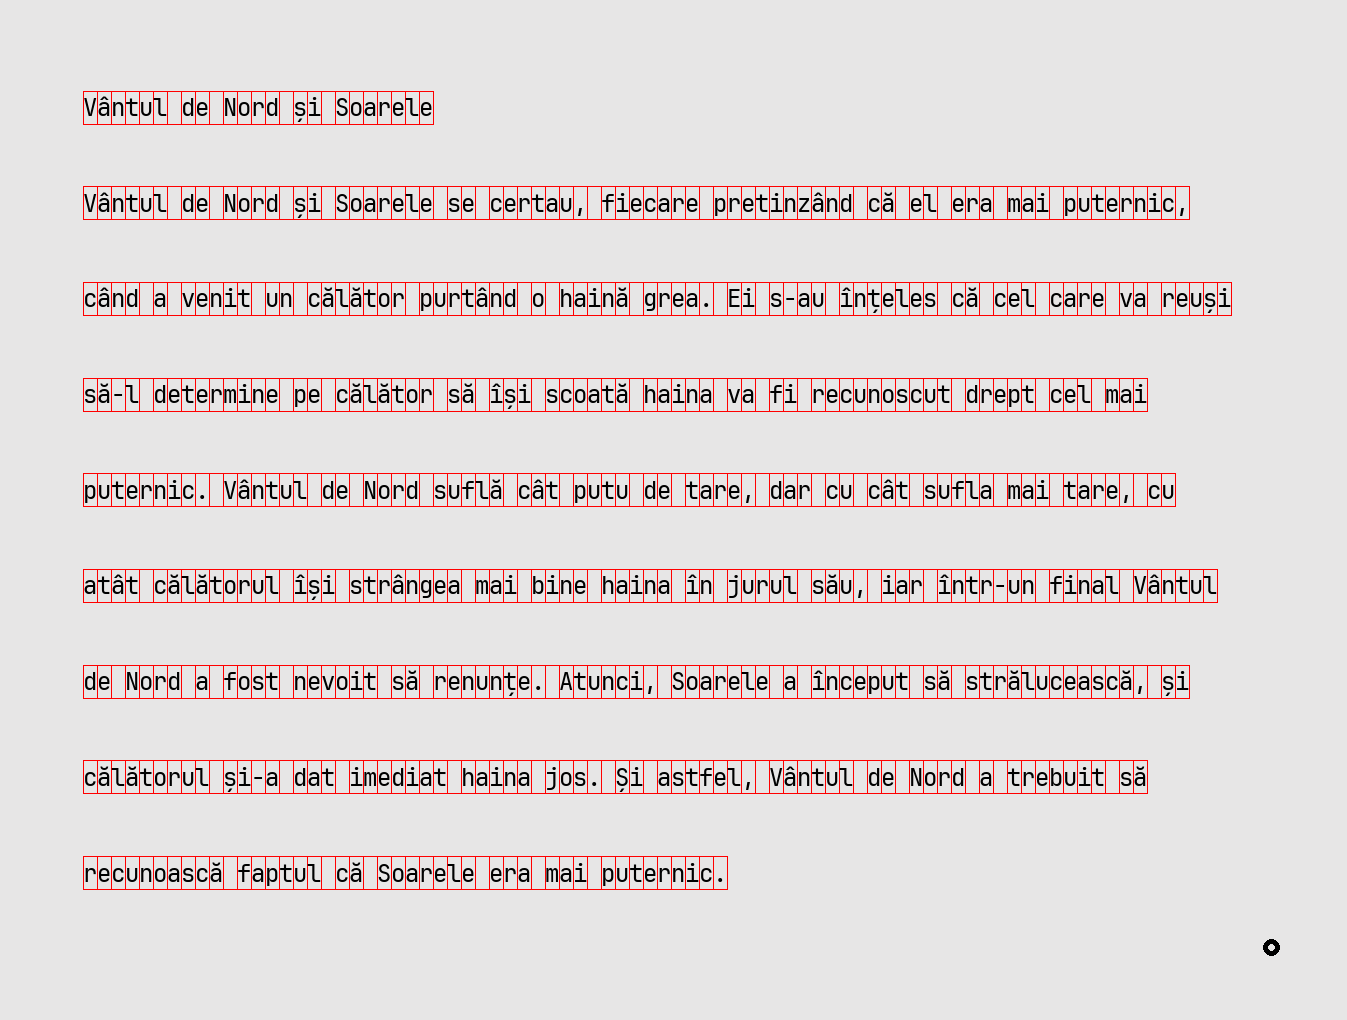 Vântul de Nord și Soarele
Vântul de Nord și Soarele se certau, fiecare pretinzând că el era mai puternic,
când a venit un călător purtând o haină grea. Ei s-au înțeles că cel care va reuși
să-l determine pe călător să își scoată haina va fi recunoscut drept cel mai
puternic. Vântul de Nord suflă cât putu de tare, dar cu cât sufla mai tare, cu
atât călătorul își strângea mai bine haina în jurul său, iar într-un final Vântul
de Nord a fost nevoit să renunțe. Atunci, Soarele a început să strălucească, și
călătorul și-a dat imediat haina jos. Și astfel, Vântul de Nord a trebuit să
recunoască faptul că Soarele era mai puternic.